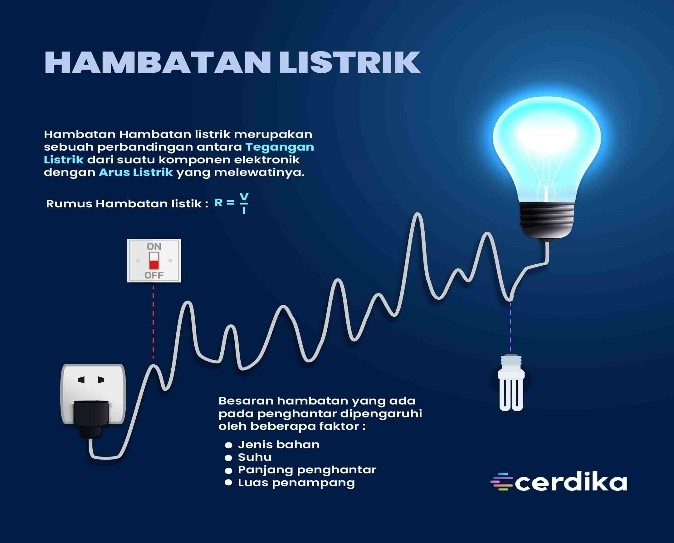 HAMBATAN LISTRIK
Hambatan Hambatan listrik merupakan
sebuah perbandingan antara Tegangan
Listrik dari suatu komponen elektronik
dengan Arus Listrik yang melewatinya.
Rumus Hambatan listik : R = V/I
ON
OFF
Besaran hambatan yang ada
pada penghantar dipengaruhi
oleh beberapa faktor :
● Jenis bahan
● Suhu
● Panjang penghantar
● Luas penampang
cerdika